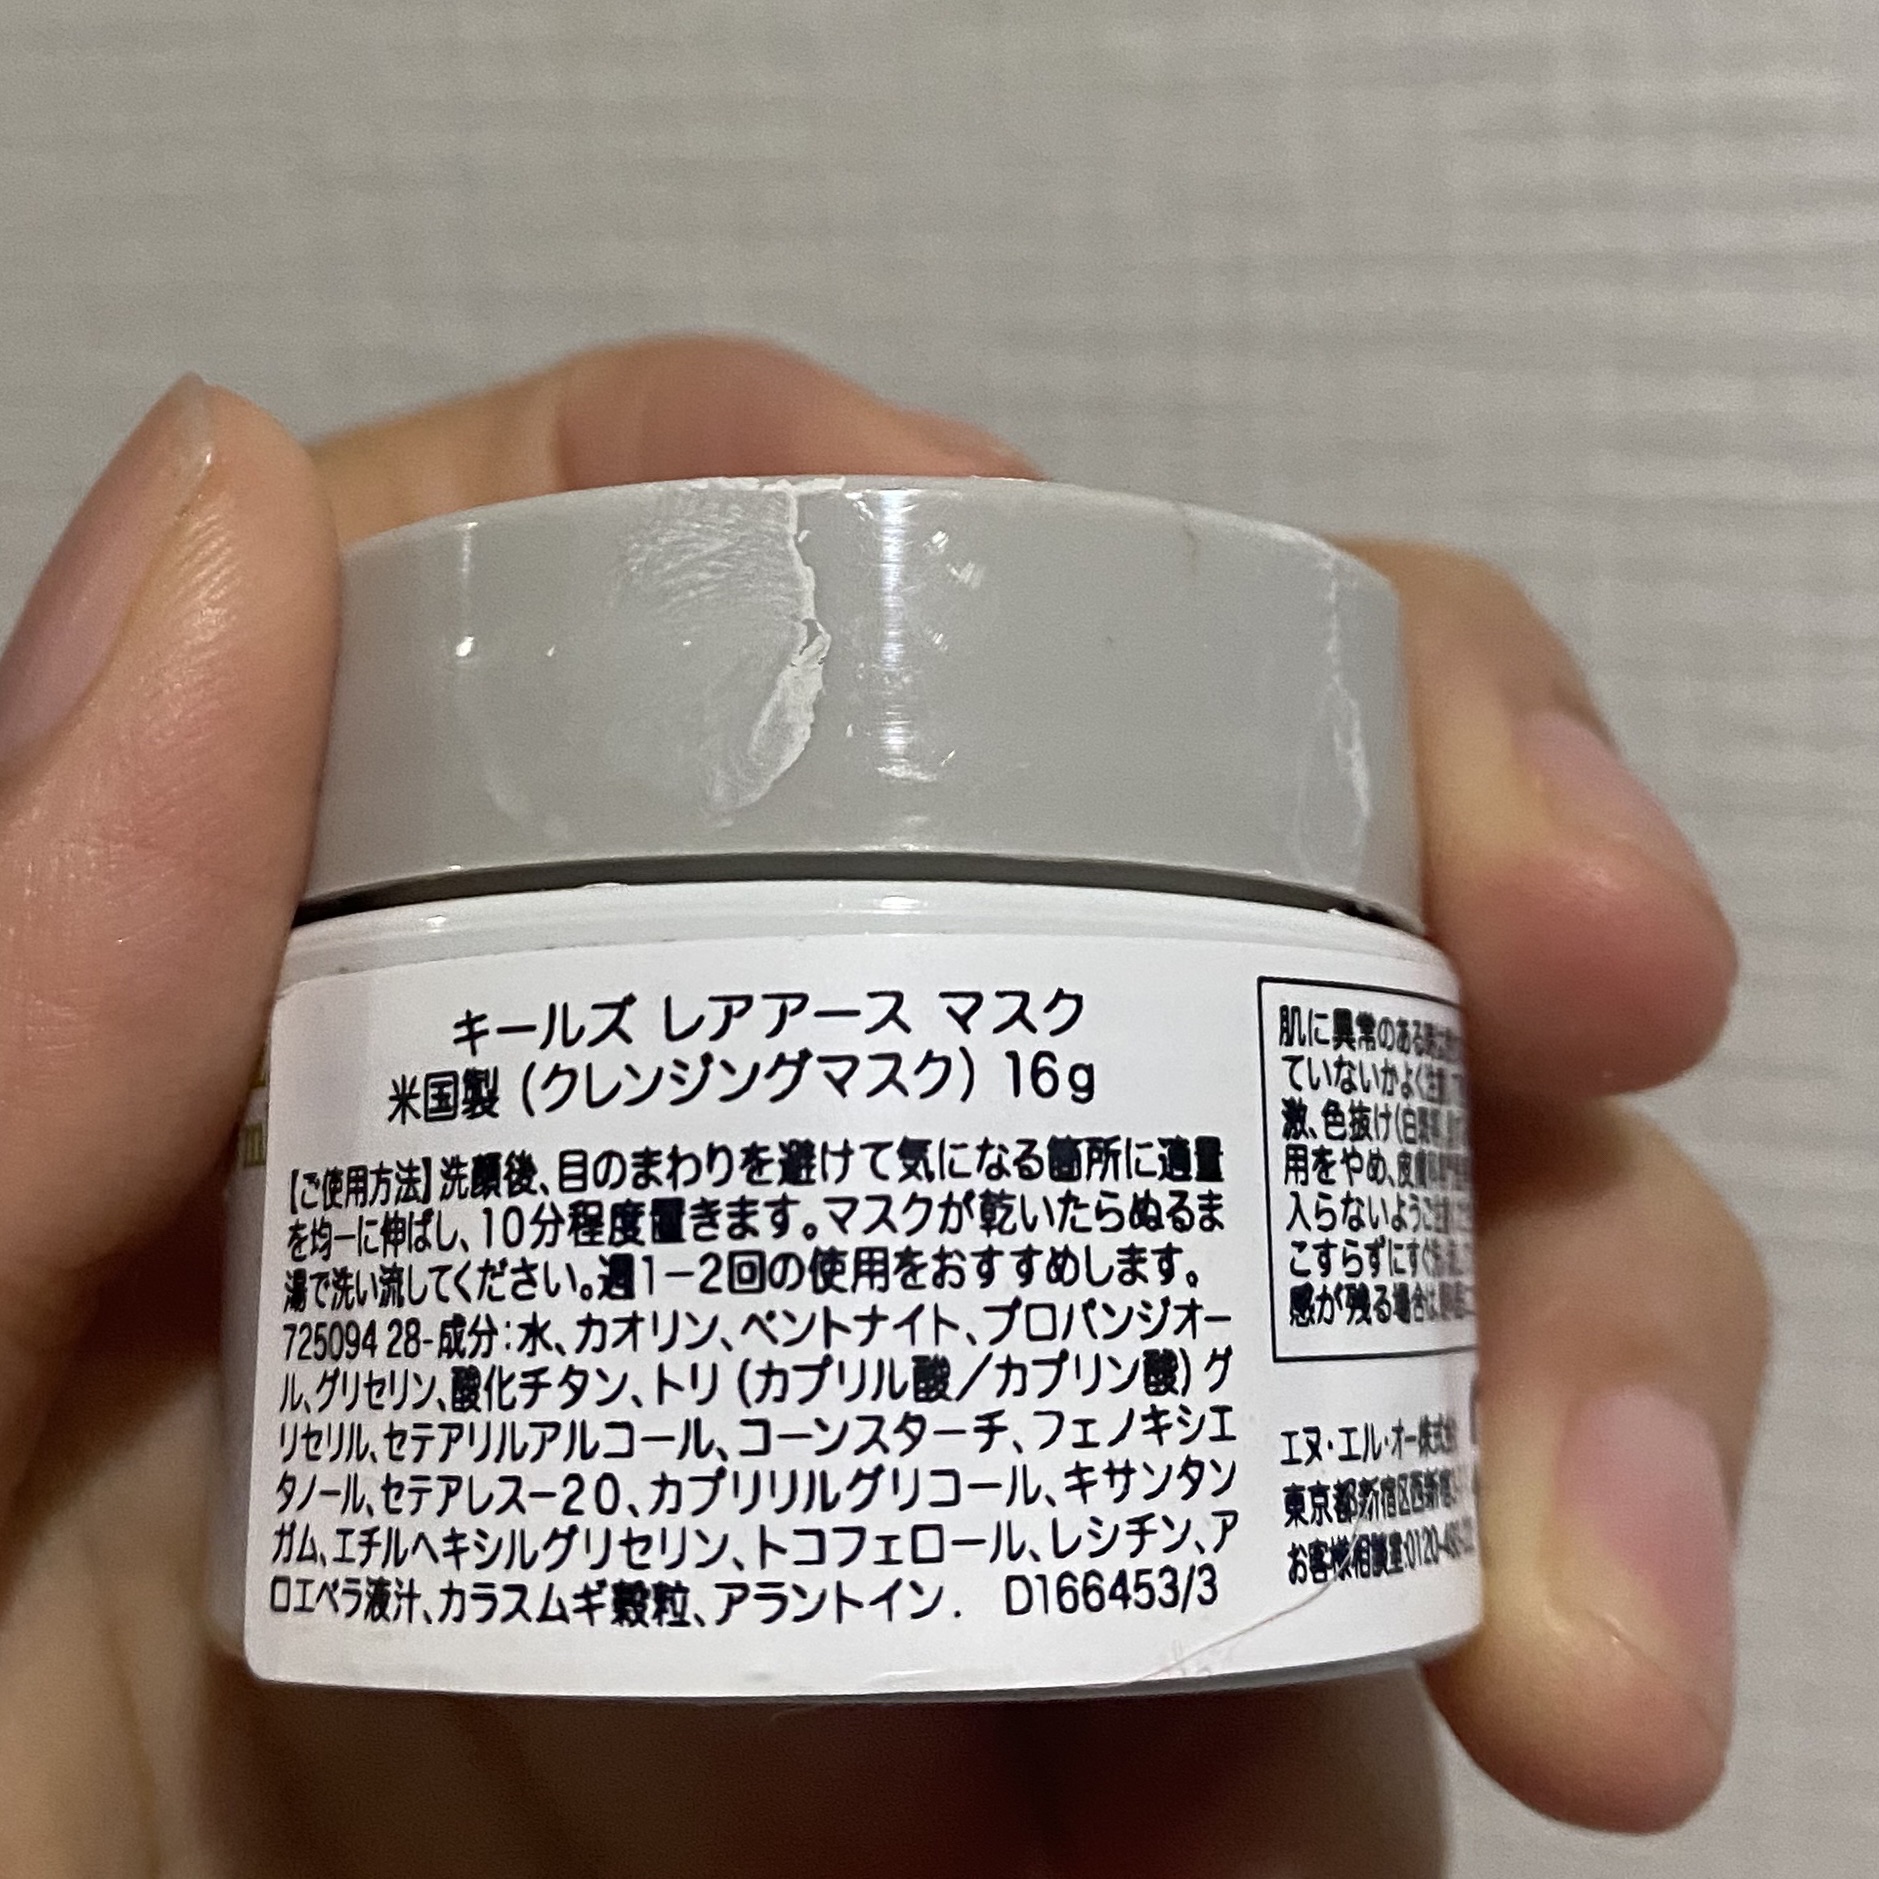 キールズ レアアース マスク
米国製 (クレンジングマスク) 16g
【ご使用方法】洗顔後、目のまわりを避けて気になる箇所に適量
を均一に伸ばし、10分程度置きます。マスクが乾いたらぬるま
湯で洗い流してください。週1−2回の使用をおすすめします。
725094 28-成分：水、カオリン、ベントナイト、プロパンジオー
ル、グリセリン、酸化チタン、トリ (カプリル酸／カプリン酸) グ
リセリル、セテアリルアルコール、コーンスターチ、フェノキシエ
タノール、セテアレス−20、カプリリルグリコール、キサンタン
ガム、エチルヘキシルグリセリン、トコフェロール、レシチン、ア
ロエベラ液汁、カラスムギ穀粒、アラントイン． D166453/3
肌に異常のある
ていないかよく注意
激、色抜け(白斑
用をやめ、皮膚
入らないようご注意
こすらずにすぐ洗
感が残る場合は
エヌ・エル・オー株式会
東京都新宿区西新宿
お客様相談室:0120-